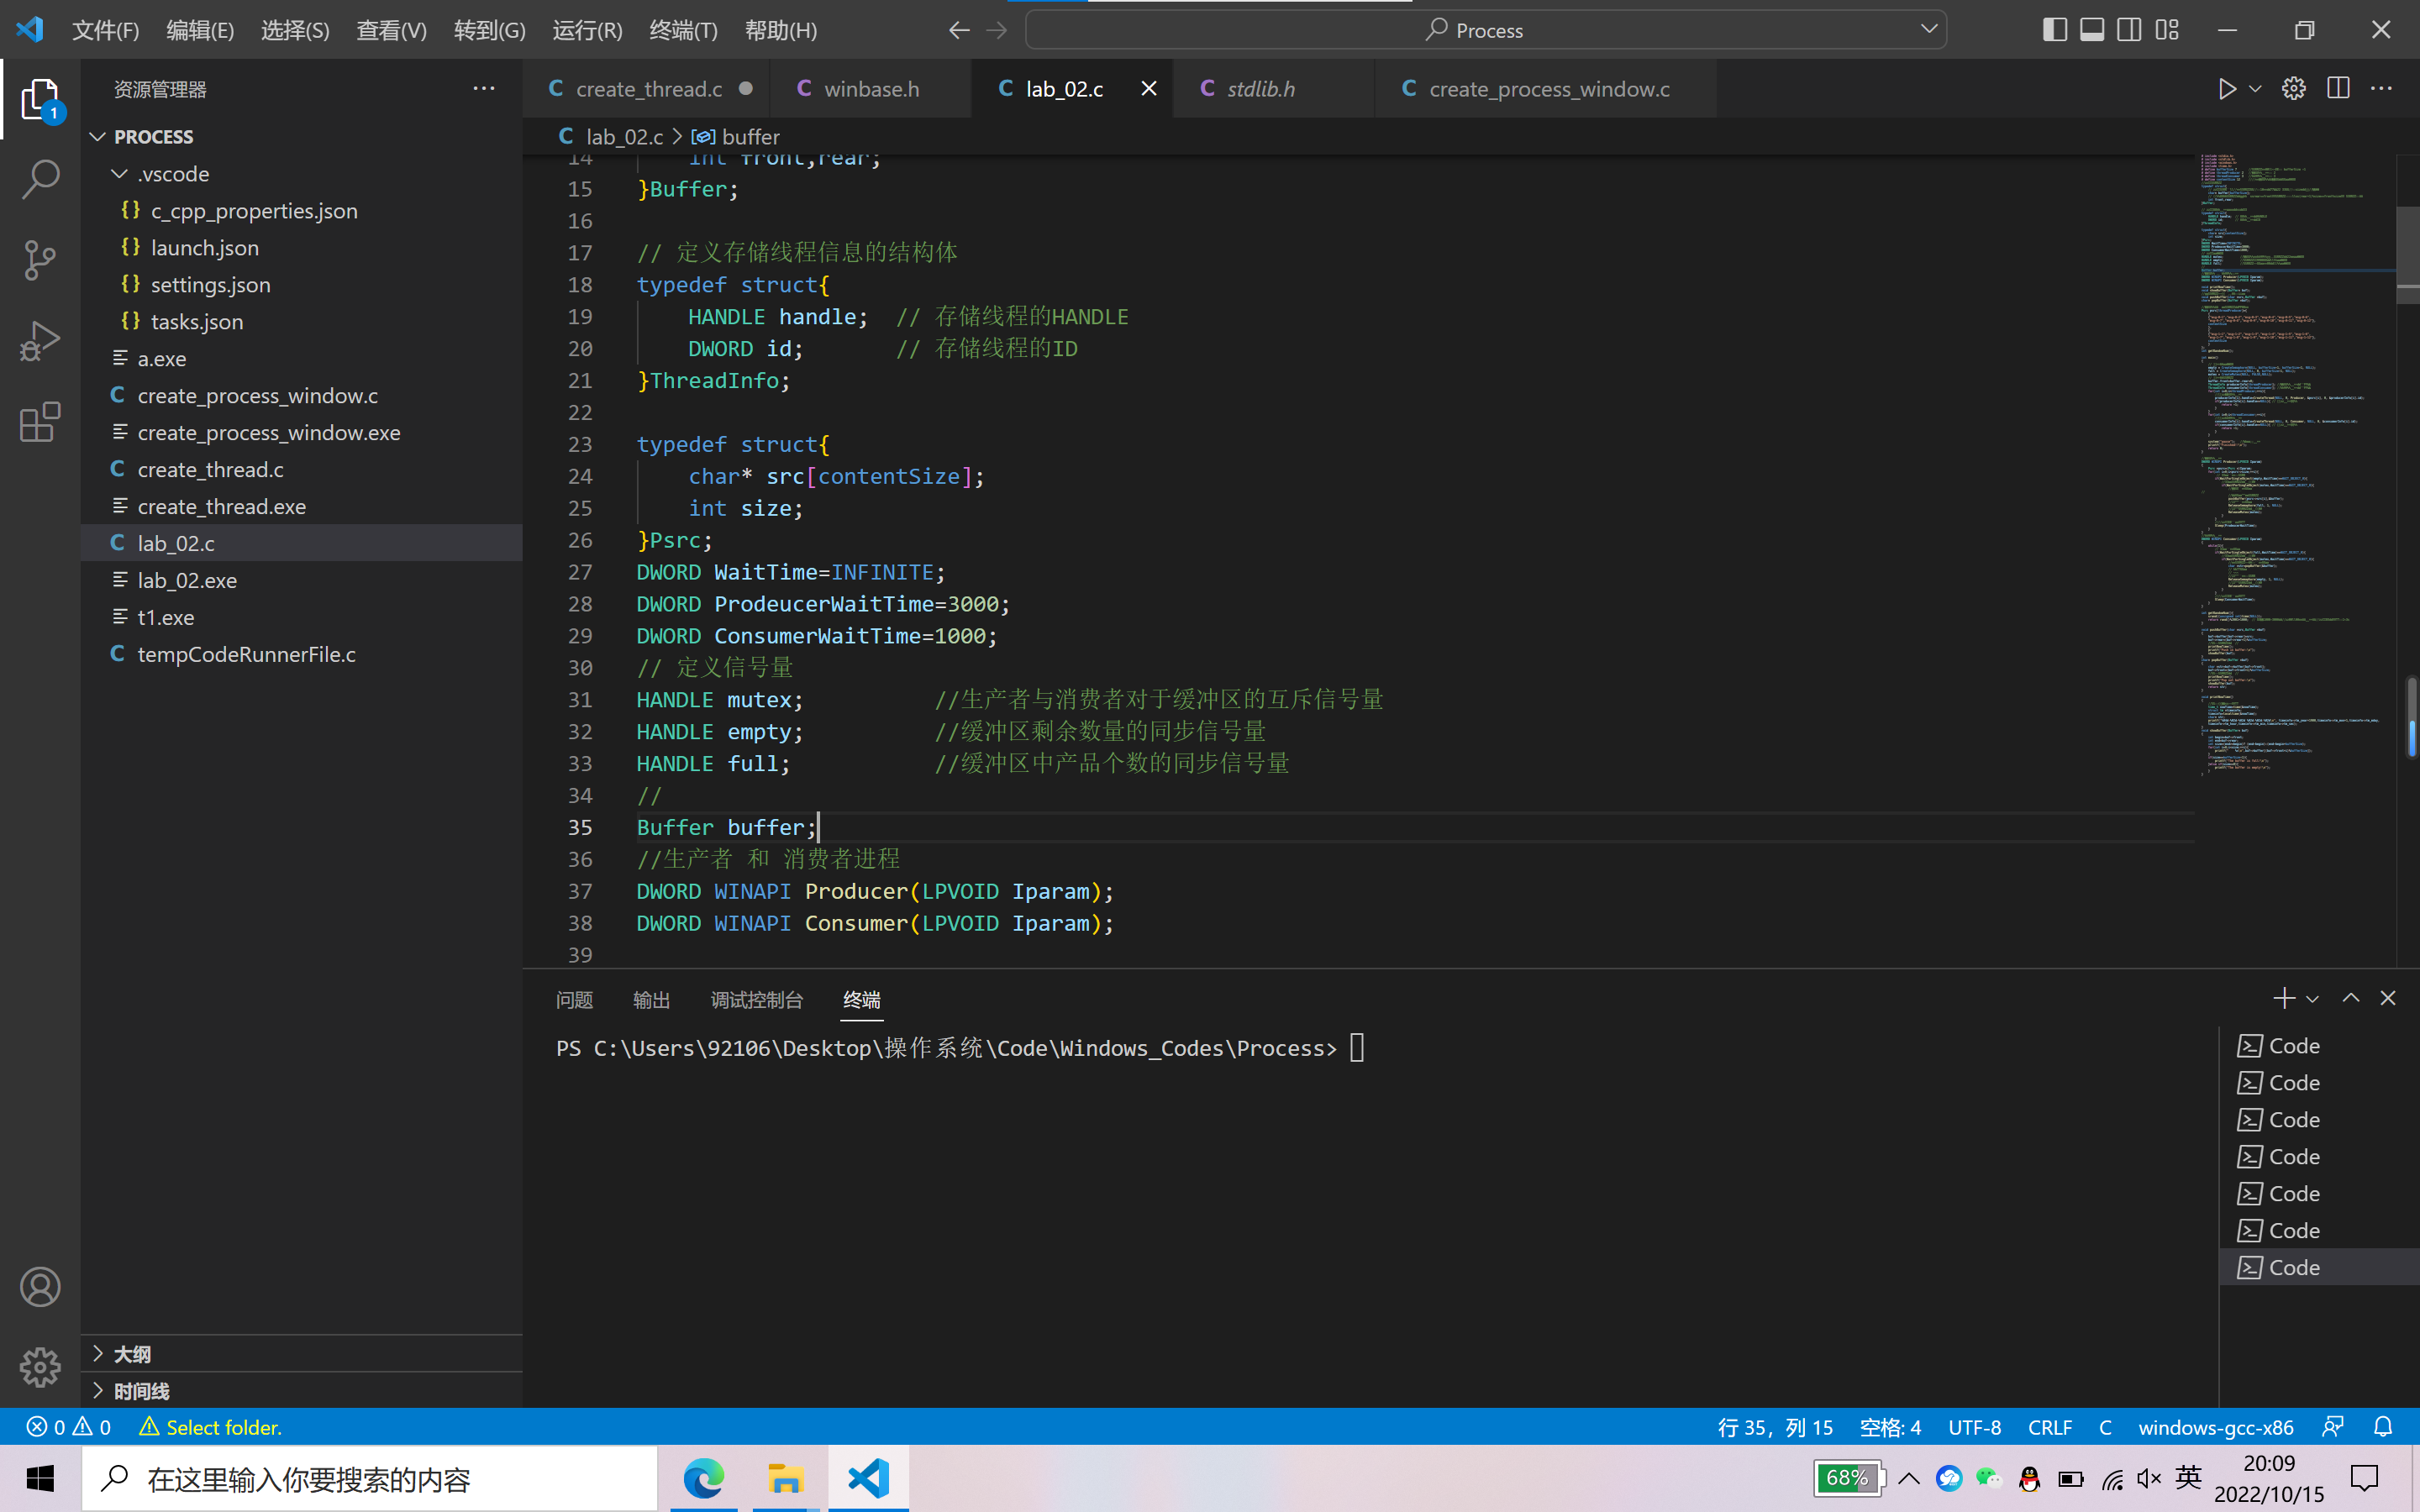 文件(F) 编辑(E) 选择(S) 查看(V) 转到(G) 运行(R) 终端(T) 帮助(H) Process
资源管理器
create_thread.c winbase.h lab_02.c stdlib.h create_process_window.c
1
PROCESS
.vscode
c_cpp_properties.json
launch.json
settings.json
tasks.json
a.exe
create_process_window.c
create_process_window.exe
create_thread.c
create_thread.exe
lab_02.c
lab_02.exe
t1.exe
tempCodeRunnerFile.c
大纲
时间线
lab_02.c > buffer
14 int front,rear;
15 }Buffer;
16
17 // 定义存储线程信息的结构体
18 typedef struct{
19 HANDLE handle; // 存储线程的HANDLE
20 DWORD id; // 存储线程的ID
21 }ThreadInfo;
22
23 typedef struct{
24 char* src[contentSize];
25 int size;
26 }Psrc;
27 DWORD WaitTime=INFINITE;
28 DWORD ProdeucerWaitTime=3000;
29 DWORD ConsumerWaitTime=1000;
30 // 定义信号量
31 HANDLE mutex; //生产者与消费者对于缓冲区的互斥信号量
32 HANDLE empty; //缓冲区剩余数量的同步信号量
33 HANDLE full; //缓冲区中产品个数的同步信号量
34 //
35 Buffer buffer;
36 //生产者 和 消费者进程
37 DWORD WINAPI Producer(LPVOID Iparam);
38 DWORD WINAPI Consumer(LPVOID Iparam);
39
问题 输出 调试控制台 终端
PS C:\Users\92106\Desktop\操作系统\Code\Windows_Codes\Process>
Code
Code
Code
Code
Code
Code
Code
0 0 Select folder. 行 35，列 15 空格: 4 UTF-8 CRLF C windows-gcc-x86
在这里输入你要搜索的内容 68% 英 20:09
2022/10/15